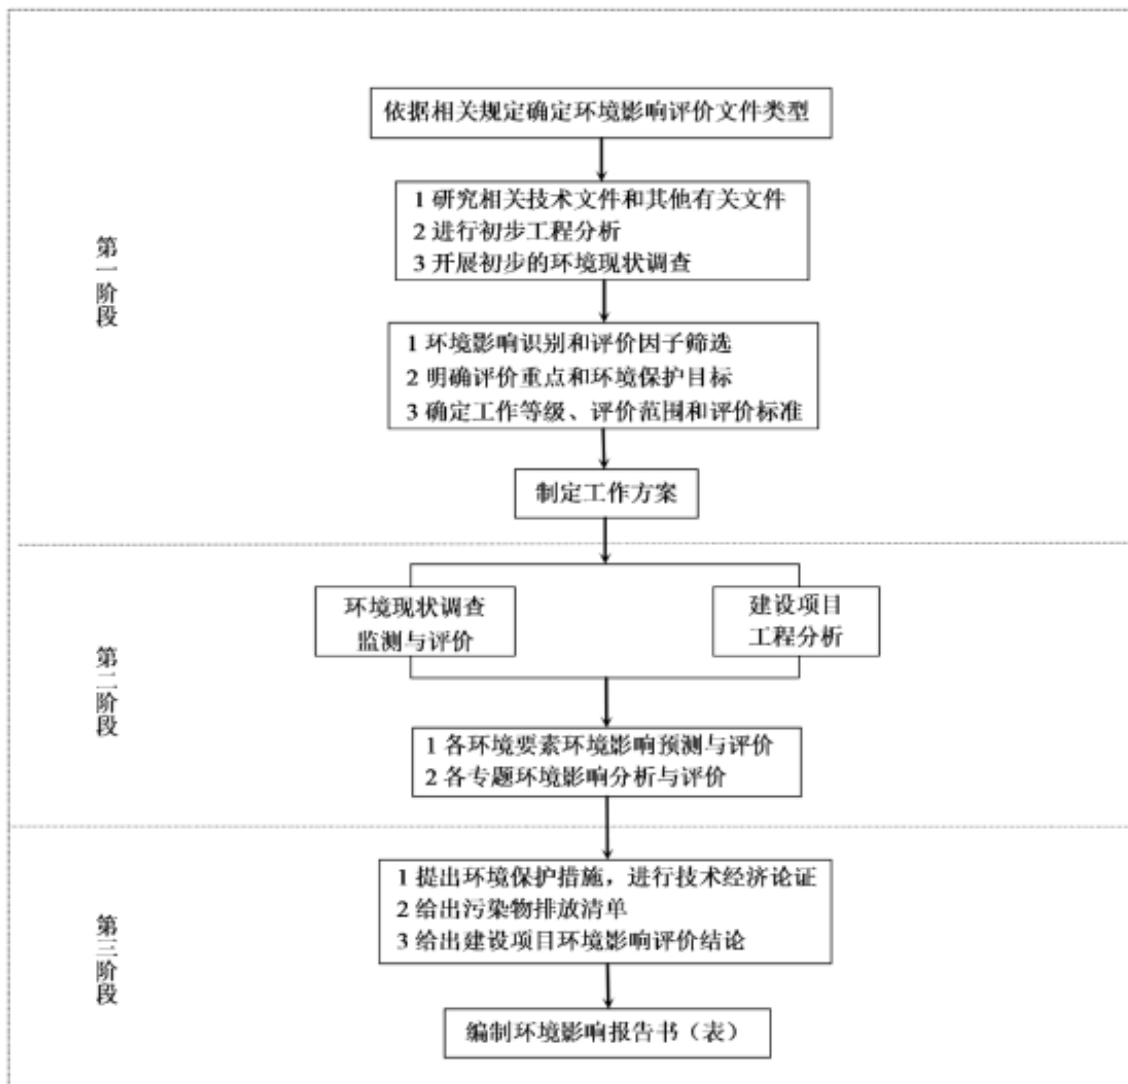 依据相关规定确定环境影响评价文件类型
1 研究相关技术文件和其他有关文件
2 进行初步工程分析
3 开展初步的环境现状调查
第一阶段
1 环境影响识别和评价因子筛选
2 明确评价重点和环境保护目标
3 确定工作等级、评价范围和评价标准
制定工作方案
环境现状调查
监测与评价
建设项目
工程分析
第二阶段
1 各环境要素环境影响预测与评价
2 各专题环境影响分析与评价
1 提出环境保护措施，进行技术经济论证
2 给出污染物排放清单
3 给出建设项目环境影响评价结论
第三阶段
编制环境影响报告书（表）